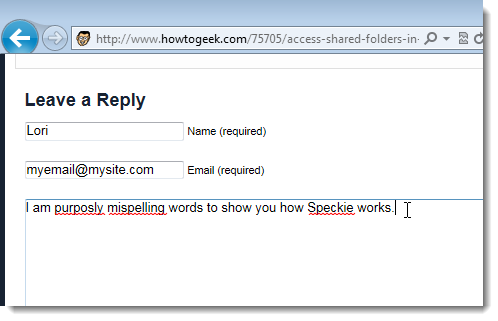 http://www.howtogeek.com/75705/access-shared-folders-in-
Leave a Reply
Lori Name (required)
myemail@mysite.com Email (required)
I am purposly mispelling words to show you how Speckie works.